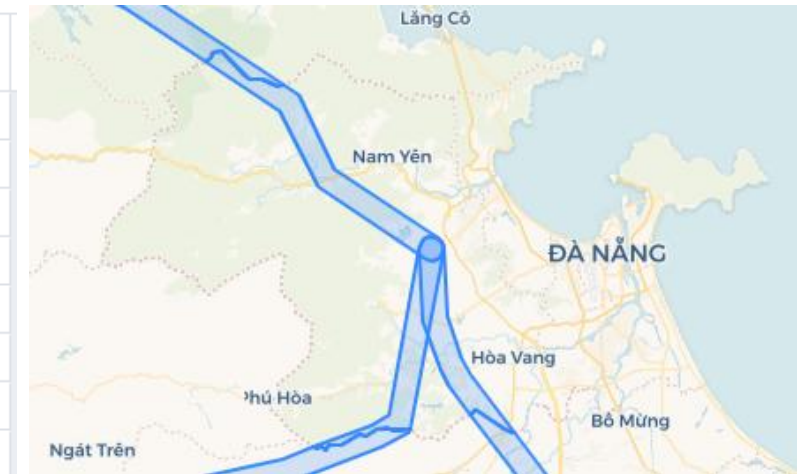 Lăng Cô
Nam Yên
ĐÀ NẴNG
Hòa Vang
Phú Hòa
Bồ Mừng
Ngát Trên